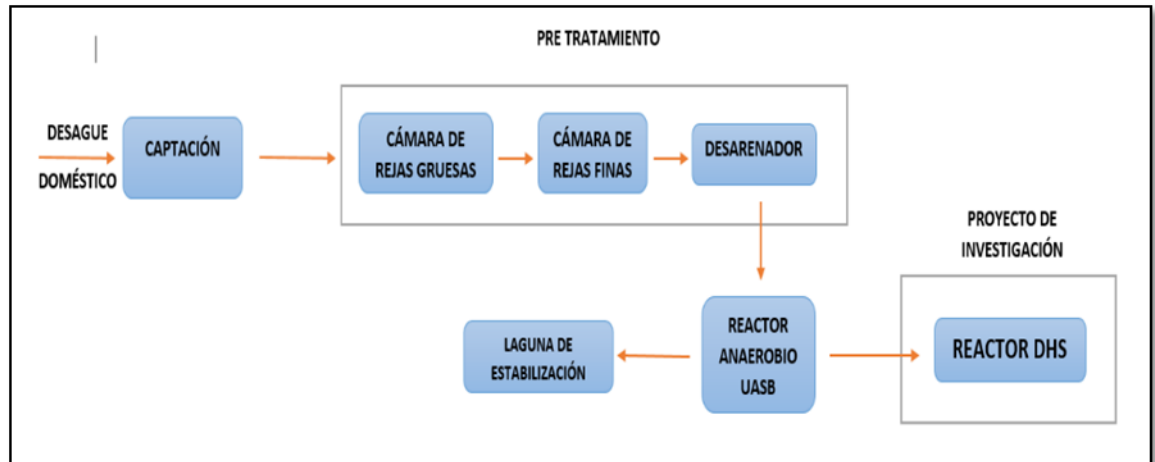 PRE TRATAMIENTO
DESAGUE
DOMÉSTICO
CAPTACIÓN
CÁMARA DE
REJAS GRUESAS
CÁMARA DE
REJAS FINAS
DESARENADOR
PROYECTO DE
INVESTIGACIÓN
LAGUNA DE
ESTABILIZACIÓN
REACTOR
ANAEROBIO
UASB
REACTOR DHS